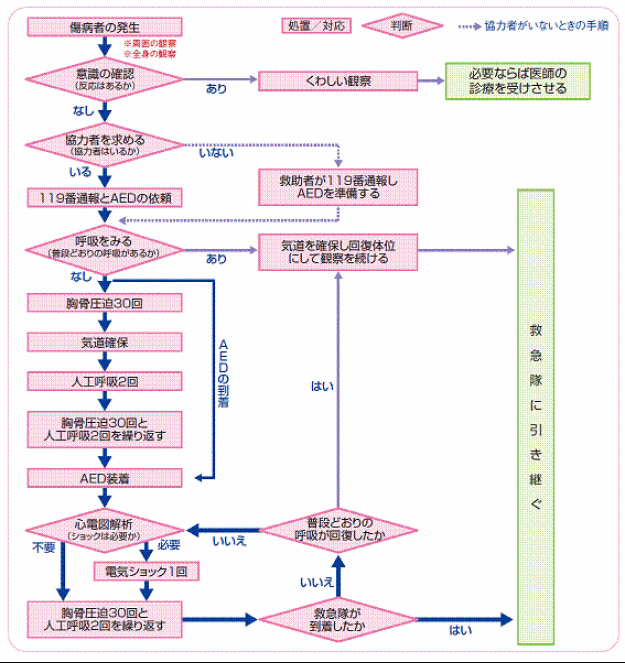 傷病者の発生
※周囲の観察
※全身の観察
処置／対応
判断
協力者がいないときの手順
意識の確認
(反応はあるか)
あり
くわしい観察
必要ならば医師の
診療を受けさせる
なし
協力者を求める
(協力者はいるか)
いない
いる
119番通報とAEDの依頼
救助者が119番通報し
AEDを準備する
呼吸をみる
(普段どおりの呼吸があるか)
あり
気道を確保し回復体位
にして観察を続ける
なし
胸骨圧迫30回
気道確保
人工呼吸2回
胸骨圧迫30回と
人工呼吸2回を繰り返す
AEDの到着
はい
救急隊に引き継ぐ
AED装着
心電図解析
(ショックは必要か)
いいえ
普段どおりの
呼吸が回復したか
不要
必要
電気ショック1回
いいえ
胸骨圧迫30回と
人工呼吸2回を繰り返す
救急隊が
到着したか
はい